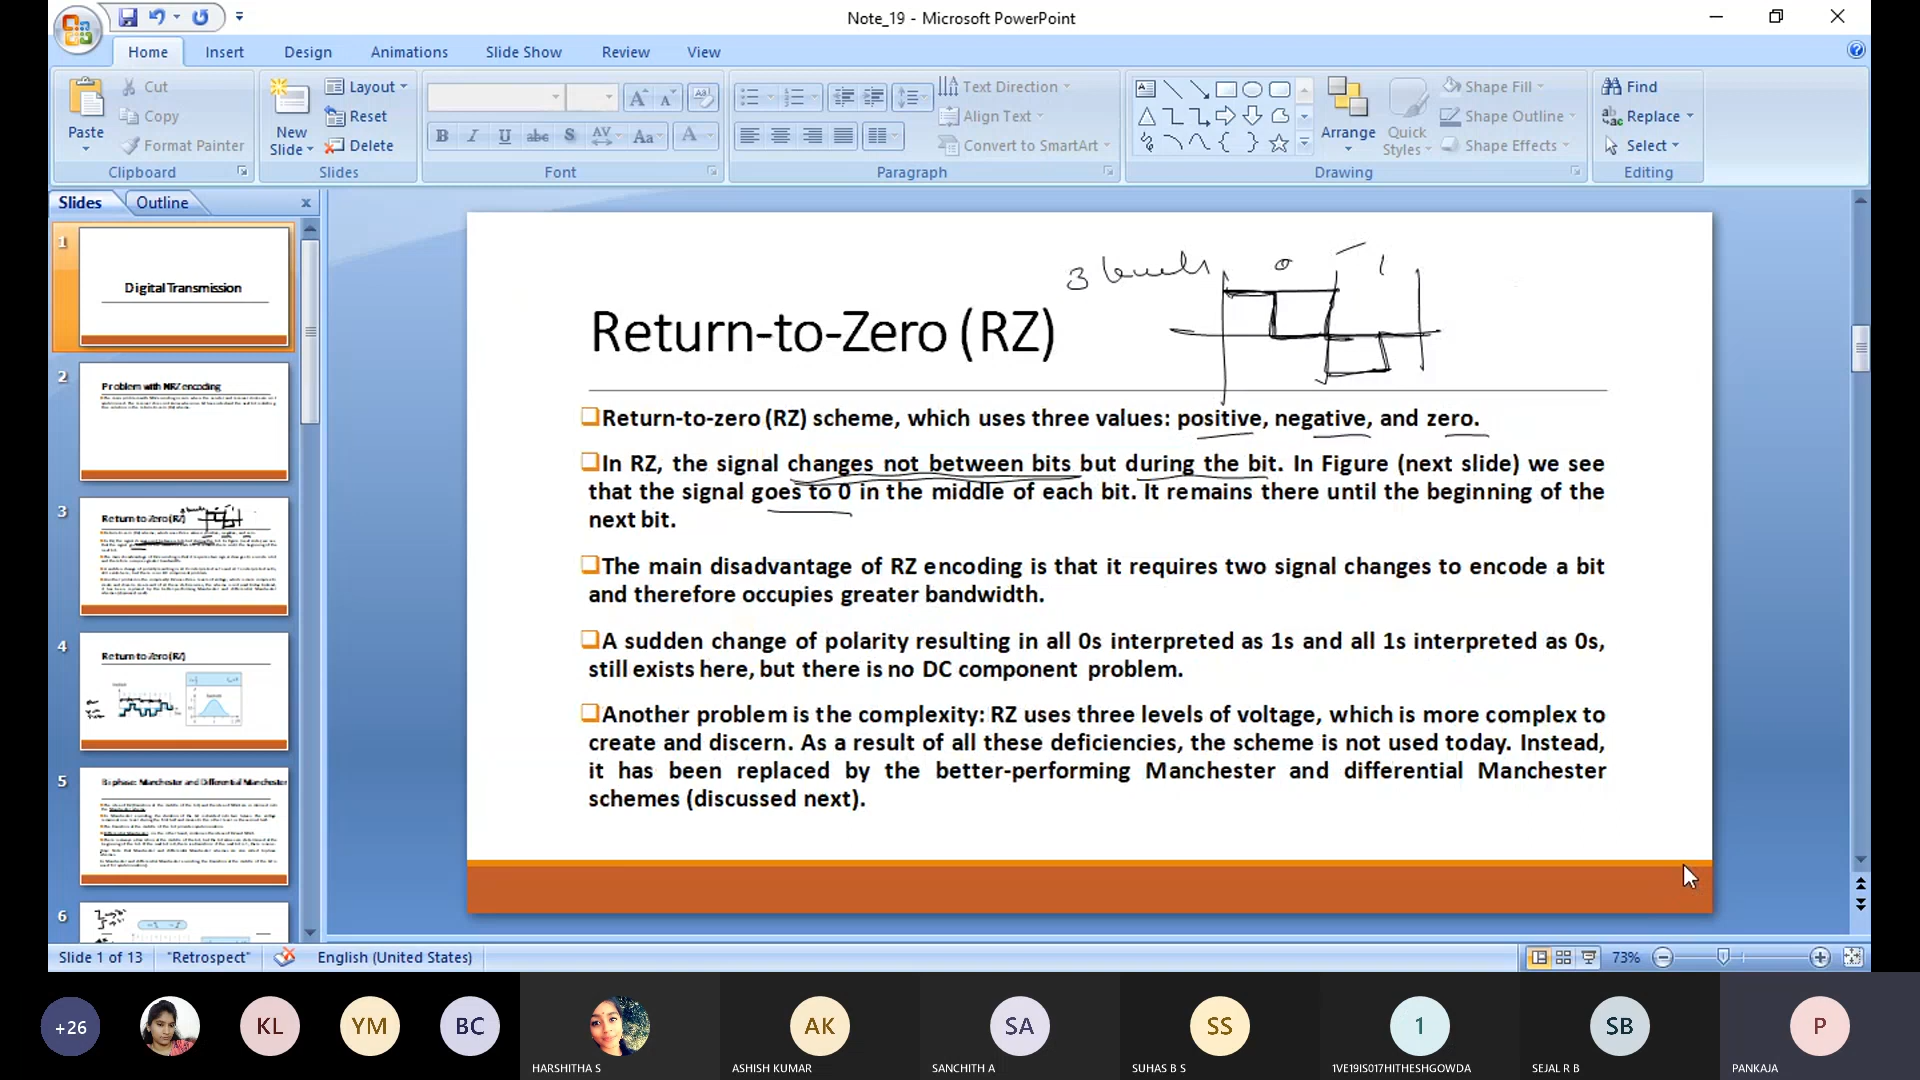 Note_19 - Microsoft PowerPoint
Home Insert Design Animations Slide Show Review View
Paste
Cut
Copy
Format Painter
Clipboard
New Slide
Layout
Reset
Delete
Slides
B I U abc S AV Aa A
Font
Text Direction
Align Text
Convert to SmartArt
Paragraph
Arrange
Quick Styles
Shape Fill
Shape Outline
Shape Effects
Drawing
Find
Replace
Select
Editing
Slides Outline
1
Digital Transmission
2
Problem with NRZ encoding
3
Return-to-Zero (RZ)
4
Return-to-Zero (RZ)
5
Biphase: Manchester and Differential Manchester
6
3 levels 0 1
Return-to-Zero (RZ)
❑Return-to-zero (RZ) scheme, which uses three values: positive, negative, and zero.
❑In RZ, the signal changes not between bits but during the bit. In Figure (next slide) we see
that the signal goes to 0 in the middle of each bit. It remains there until the beginning of the
next bit.
❑The main disadvantage of RZ encoding is that it requires two signal changes to encode a bit
and therefore occupies greater bandwidth.
❑A sudden change of polarity resulting in all 0s interpreted as 1s and all 1s interpreted as 0s,
still exists here, but there is no DC component problem.
❑Another problem is the complexity: RZ uses three levels of voltage, which is more complex to
create and discern. As a result of all these deficiencies, the scheme is not used today. Instead,
it has been replaced by the better-performing Manchester and differential Manchester
schemes (discussed next).
Slide 1 of 13 "Retrospect" English (United States) 73%
+26 KL YM BC AK SA SS 1 SB P
HARSHITHA S ASHISH KUMAR SANCHITH A SUHAS B S 1VE19IS017HITHESHGOWDA SEJAL R B PANKAJA